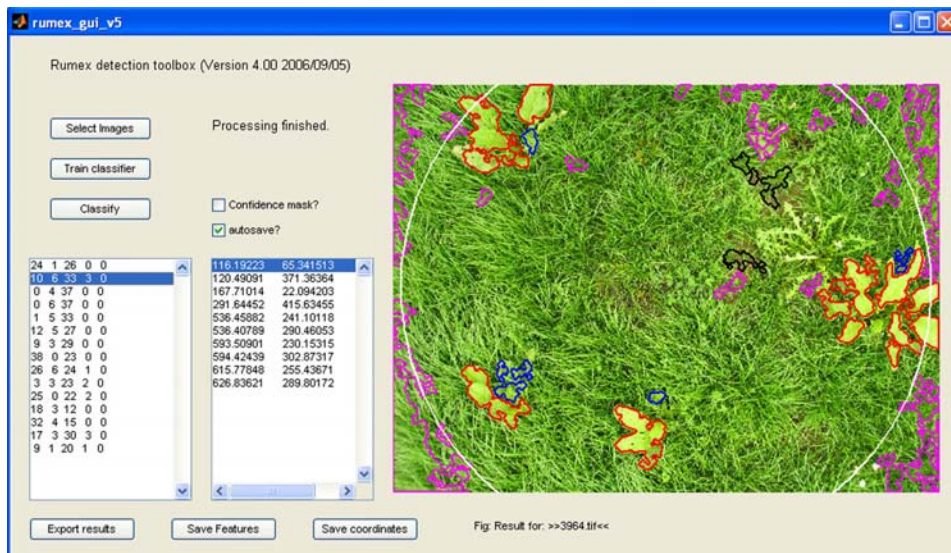 rumex_gui_v5
Rumex detection toolbox (Version 4.00 2006/09/05)
Select Images
Processing finished.
Train classifier
Classify
Confidence mask?
autosave?
24 1 26 0 0
10 6 33 3 0
0 4 37 0 0
0 6 37 0 0
1 5 33 0 0
12 5 27 0 0
9 3 29 0 0
38 0 23 0 0
26 6 24 1 0
3 3 23 2 0
25 0 22 2 0
18 3 12 0 0
32 4 15 0 0
17 3 30 3 0
9 1 20 1 0
116.19223 65.341513
120.49091 371.36364
167.71014 22.094203
291.64452 415.63455
536.45882 241.10118
536.40789 290.46053
593.50901 230.15315
594.42439 302.87317
615.77848 255.43671
626.83621 289.80172
Export results
Save Features
Save coordinates
Fig: Result for: >>3964.tif<<